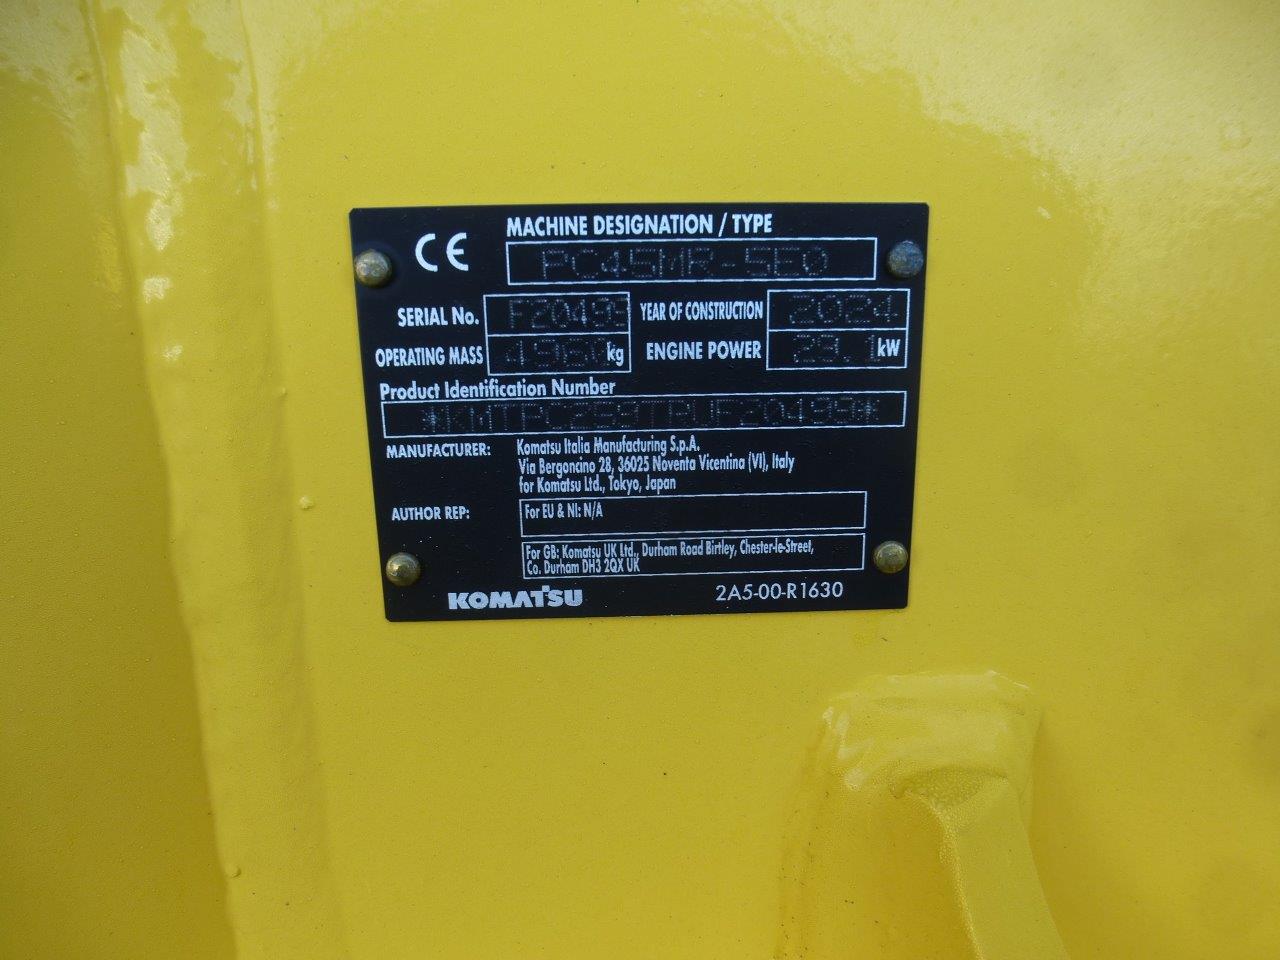 CE
MACHINE DESIGNATION / TYPE
PC45MR-5E0
SERIAL No. F20499
YEAR OF CONSTRUCTION 2024
OPERATING MASS 4960 kg
ENGINE POWER 29.1 kW
Product Identification Number
MANUFACTURER: Komatsu Italia Manufacturing S.p.A.
Via Bergoncino 28, 36025 Noventa Vicentina (VI), Italy
for Komatsu Ltd., Tokyo, Japan
AUTHOR REP: For EU & NI: N/A
For GB: Komatsu UK Ltd., Durham Road Birtley, Chester-le-Street,
Co. Durham DH3 2QX UK
KOMATSU
2A5-00-R1630